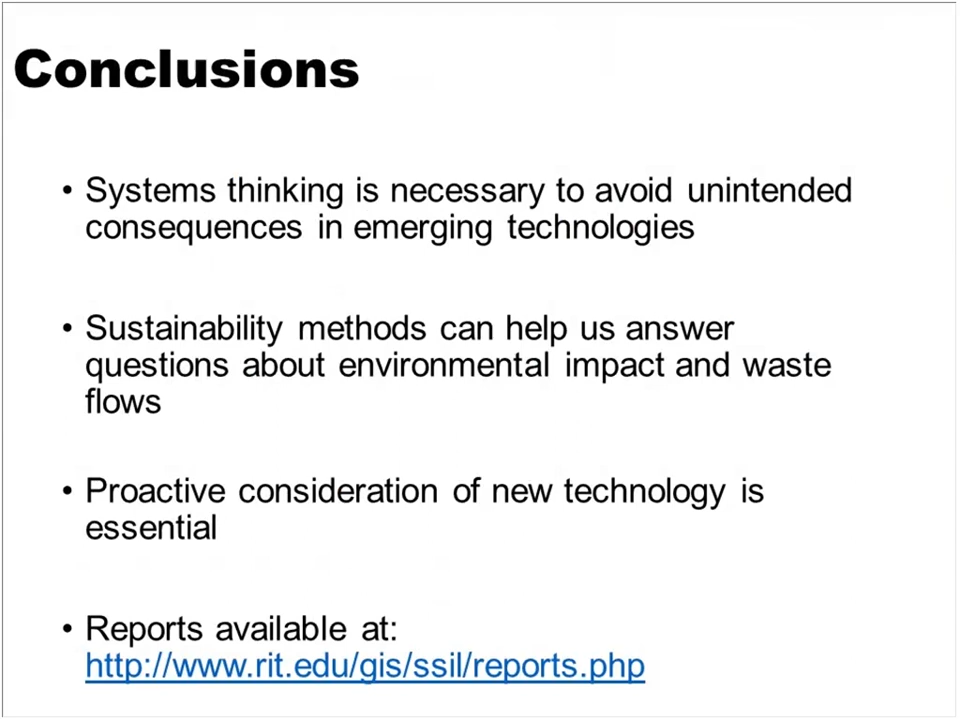 Conclusions
• Systems thinking is necessary to avoid unintended
consequences in emerging technologies
• Sustainability methods can help us answer
questions about environmental impact and waste
flows
• Proactive consideration of new technology is
essential
• Reports available at:
http://www.rit.edu/gis/ssil/reports.php